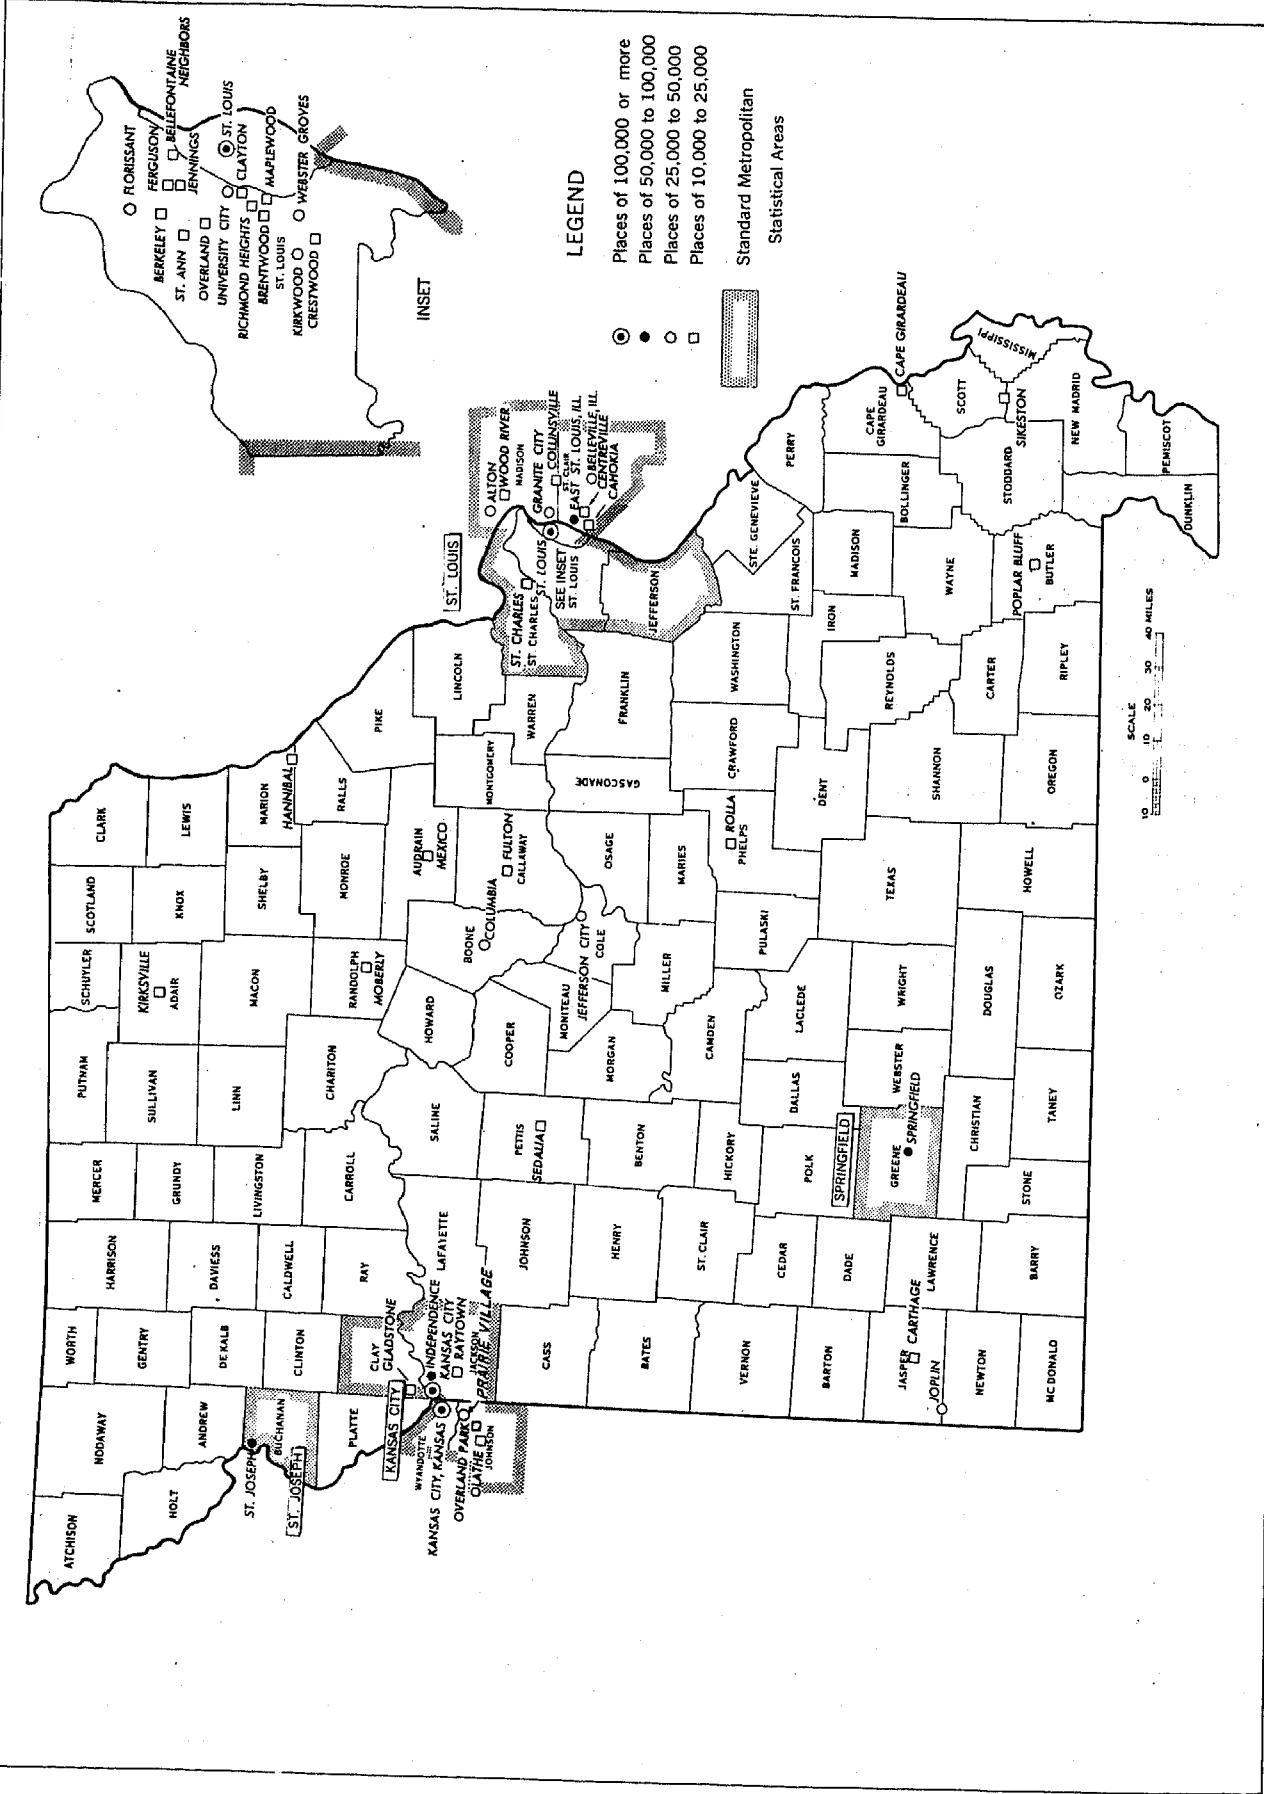 FLORISSANT
FERGUSON
BELLEFONTAINE
NEIGHBORS
BERKELEY
JENNINGS
ST. ANN
OVERLAND
ST. LOUIS
UNIVERSITY CITY
CLAYTON
RICHMOND HEIGHTS
MAPLEWOOD
BRENTWOOD
ST. LOUIS
KIRKWOOD
WEBSTER GROVES
CRESTWOOD
INSET
LEGEND
Places of 100,000 or more
Places of 50,000 to 100,000
Places of 25,000 to 50,000
Places of 10,000 to 25,000
Standard Metropolitan
Statistical Areas
ATCHISON
NODAWAY
WORTH
HARRISON
MERCER
PUTNAM
SCHUYLER
SCOTLAND
CLARK
HOLT
ANDREW
GENTRY
DAVIESS
GRUNDY
SULLIVAN
KIRKSVILLE
ADAIR
KNOX
LEWIS
ST. JOSEPH
ST. JOSEPH
BUCHANAN
DE KALB
CALDWELL
LIVINGSTON
LINN
MACON
SHELBY
MARION
HANNIBAL
CLINTON
PLATTE
CLAY
GLADSTONE
RAY
CARROLL
CHARITON
RANDOLPH
MOBERLY
MONROE
RALLS
PIKE
KANSAS CITY
WYANDOTTE
KANSAS CITY, KANSAS
OVERLAND PARK
OLATHE
JOHNSON
INDEPENDENCE
KANSAS CITY
RAYTOWN
JACKSON
PRAIRIE VILLAGE
LAFAYETTE
SALINE
HOWARD
BOONE
COLUMBIA
AUDRAIN
MEXICO
FULTON
CALLAWAY
MONTGOMERY
LINCOLN
WARREN
ST. CHARLES
ST. CHARLES
ST. LOUIS
ST. LOUIS
SEE INSET
ST. LOUIS
ALTON
WOOD RIVER
MADISON
GRANITE CITY
COLLINSVILLE
ST. CLAIR
EAST ST. LOUIS, ILL.
BELLEVILLE, ILL.
CENTREVILLE
CAHOKIA
CASS
JOHNSON
PETTIS
SEDALIA
COOPER
MONITEAU
JEFFERSON CITY
COLE
OSAGE
GASCONADE
FRANKLIN
JEFFERSON
BATES
HENRY
BENTON
MORGAN
MILLER
MARIES
CRAWFORD
WASHINGTON
STE. GENEVIEVE
ST. FRANCOIS
PERRY
VERNON
ST. CLAIR
HICKORY
CAMDEN
PULASKI
ROLLA
PHELPS
DENT
IRON
MADISON
BOLLINGER
CAPE
GIRARDEAU
CAPE GIRARDEAU
BARTON
CEDAR
DADE
POLK
DALLAS
LACLEDE
TEXAS
REYNOLDS
WAYNE
SCOTT
MISSISSIPPI
SPRINGFIELD
JASPER
CARTHAGE
JOPLIN
LAWRENCE
GREENE
SPRINGFIELD
WEBSTER
WRIGHT
SHANNON
CARTER
POPLAR BLUFF
BUTLER
STODDARD
SIKESTON
NEW MADRID
NEWTON
CHRISTIAN
DOUGLAS
HOWELL
MC DONALD
BARRY
STONE
TANEY
OZARK
OREGON
RIPLEY
DUNKLIN
PEMISCOT
SCALE
10 0 10 20 30 40 MILES